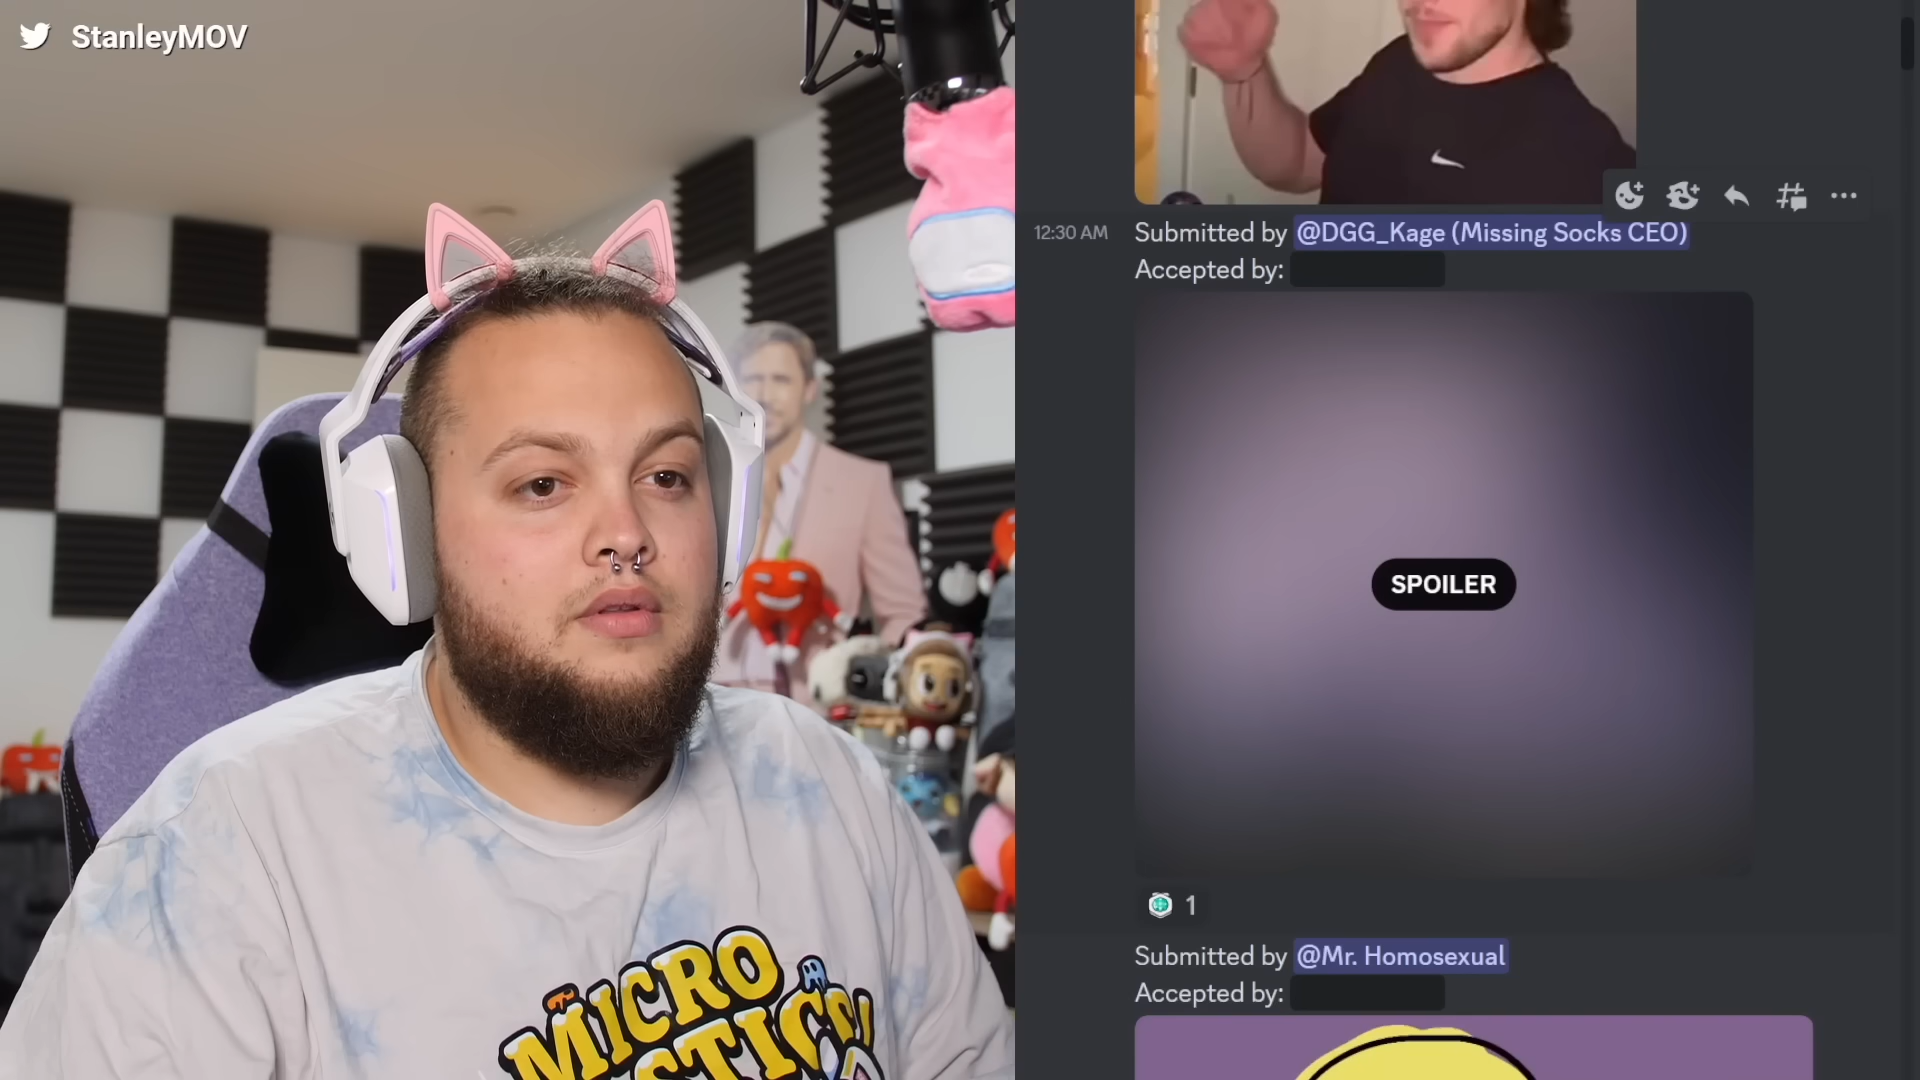 StanleyMOV
12:30 AM
Submitted by @DGG_Kage (Missing Socks CEO)
Accepted by:
SPOILER
1
Submitted by @Mr. Homosexual
Accepted by:
MICRO